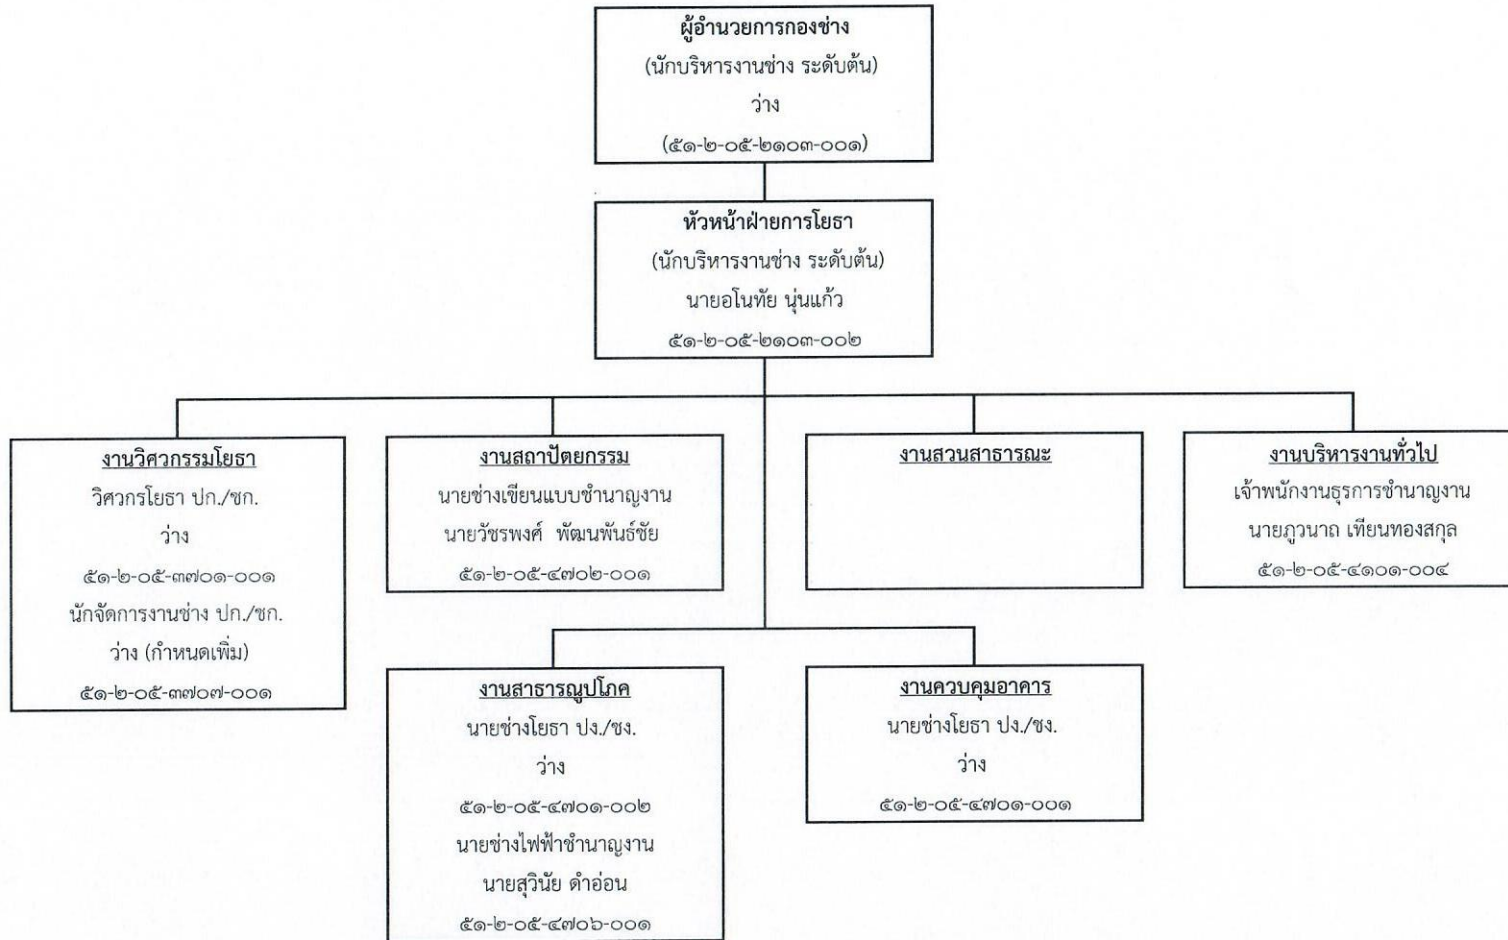 ผู้อำนวยการกองช่าง
(นักบริหารงานช่าง ระดับต้น)
ว่าง
(๕๑-๒-๐๕-๒๑๐๓-๐๐๑)
หัวหน้าฝ่ายการโยธา
(นักบริหารงานช่าง ระดับต้น)
นายอโนทัย นุ่นแก้ว
๕๑-๒-๐๕-๒๑๐๓-๐๐๒
งานวิศวกรรมโยธา
วิศวกรโยธา ปก./ชก.
ว่าง
๕๑-๒-๐๕-๓๗๐๑-๐๐๑
นักจัดการงานช่าง ปก./ชก.
ว่าง (กำหนดเพิ่ม)
๕๑-๒-๐๕-๓๗๐๗-๐๐๑
งานสถาปัตยกรรม
นายช่างเขียนแบบชำนาญงาน
นายวัชรพงศ์ พัฒนพันธ์ชัย
๕๑-๒-๐๕-๔๗๐๒-๐๐๑
งานสวนสาธารณะ
งานบริหารงานทั่วไป
เจ้าพนักงานธุรการชำนาญงาน
นายภูวนาถ เทียนทองสกุล
๕๑-๒-๐๕-๔๑๐๑-๐๐๔
งานสาธารณูปโภค
นายช่างโยธา ปง./ชง.
ว่าง
๕๑-๒-๐๕-๔๗๐๑-๐๐๒
นายช่างไฟฟ้าชำนาญงาน
นายสุวินัย ดำอ่อน
๕๑-๒-๐๕-๔๗๐๖-๐๐๑
งานควบคุมอาคาร
นายช่างโยธา ปง./ชง.
ว่าง
๕๑-๒-๐๕-๔๗๐๑-๐๐๑